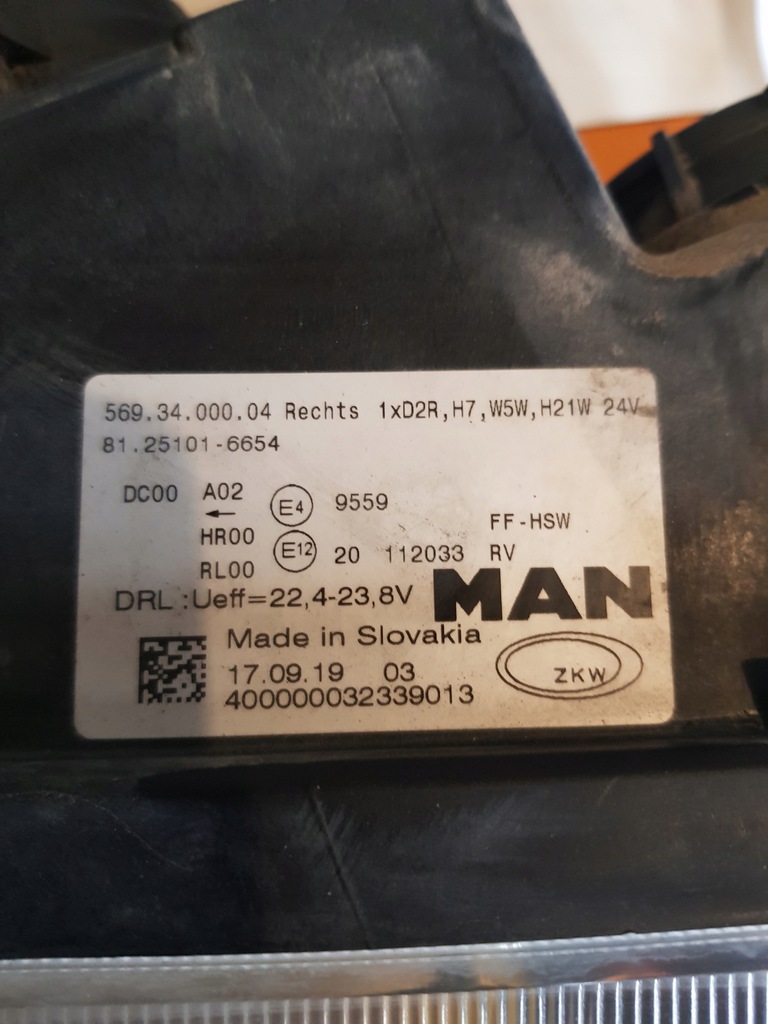 569.34.000.04 Rechts 1xD2R,H7,W5W,H21W 24V
81.25101-6654
DC00 A02 E4 9559
HR00 FF-HSW
E12 20 112033 RV
RL00
DRL :Ueff=22,4-23,8V MAN
Made in Slovakia
17.09.19 03 ZKW
400000032339013